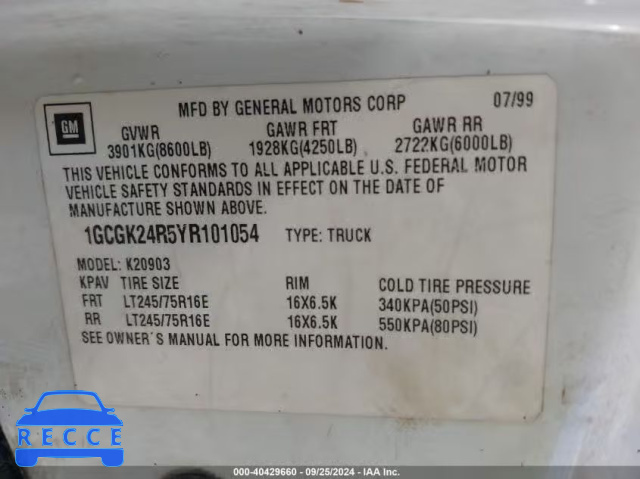 MFD BY GENERAL MOTORS CORP 07/99
GM
GVWR GAWR FRT GAWR RR
3901KG(8600LB) 1928KG(4250LB) 2722KG(6000LB)
THIS VEHICLE CONFORMS TO ALL APPLICABLE U.S. FEDERAL MOTOR
VEHICLE SAFETY STANDARDS IN EFFECT ON THE DATE OF
MANUFACTURE SHOWN ABOVE.
1GCGK24R5YR101054 TYPE: TRUCK
MODEL: K20903
KPAV TIRE SIZE RIM COLD TIRE PRESSURE
FRT LT245/75R16E 16X6.5K 340KPA(50PSI)
RR LT245/75R16E 16X6.5K 550KPA(80PSI)
SEE OWNER'S MANUAL FOR MORE INFORMATION.
IDCECE
000-40429660 - 09/25/2024 - IAA Inc.